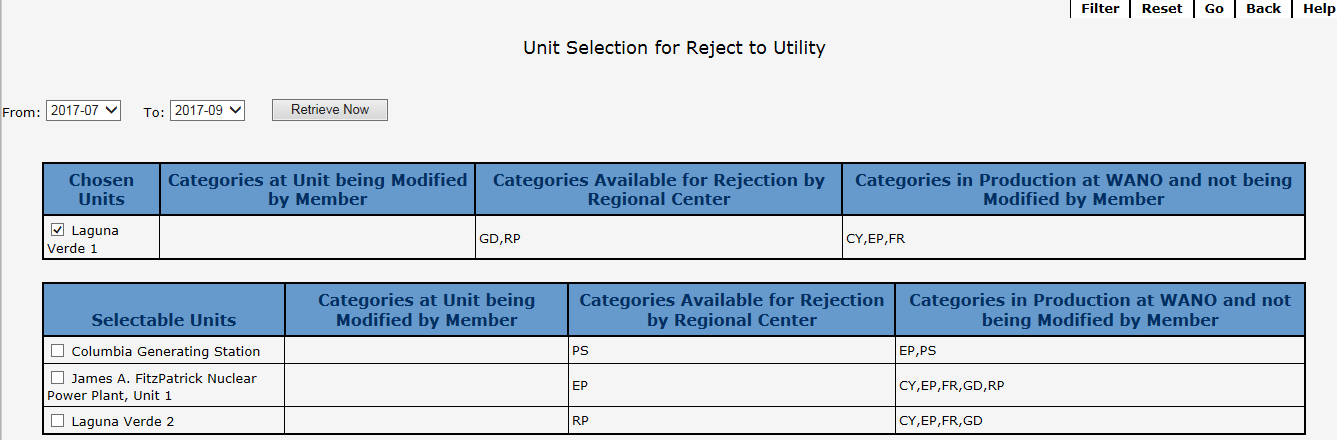 Filter Reset Go Back Help
Unit Selection for Reject to Utility
From: 2017-07 To: 2017-09 Retrieve Now
Chosen Units
Categories at Unit being Modified by Member
Categories Available for Rejection by Regional Center
Categories in Production at WANO and not being Modified by Member
Laguna Verde 1
GD,RP
CY,EP,FR
Selectable Units
Categories at Unit being Modified by Member
Categories Available for Rejection by Regional Center
Categories in Production at WANO and not being Modified by Member
Columbia Generating Station
PS
EP,PS
James A. FitzPatrick Nuclear Power Plant, Unit 1
EP
CY,EP,FR,GD,RP
Laguna Verde 2
RP
CY,EP,FR,GD